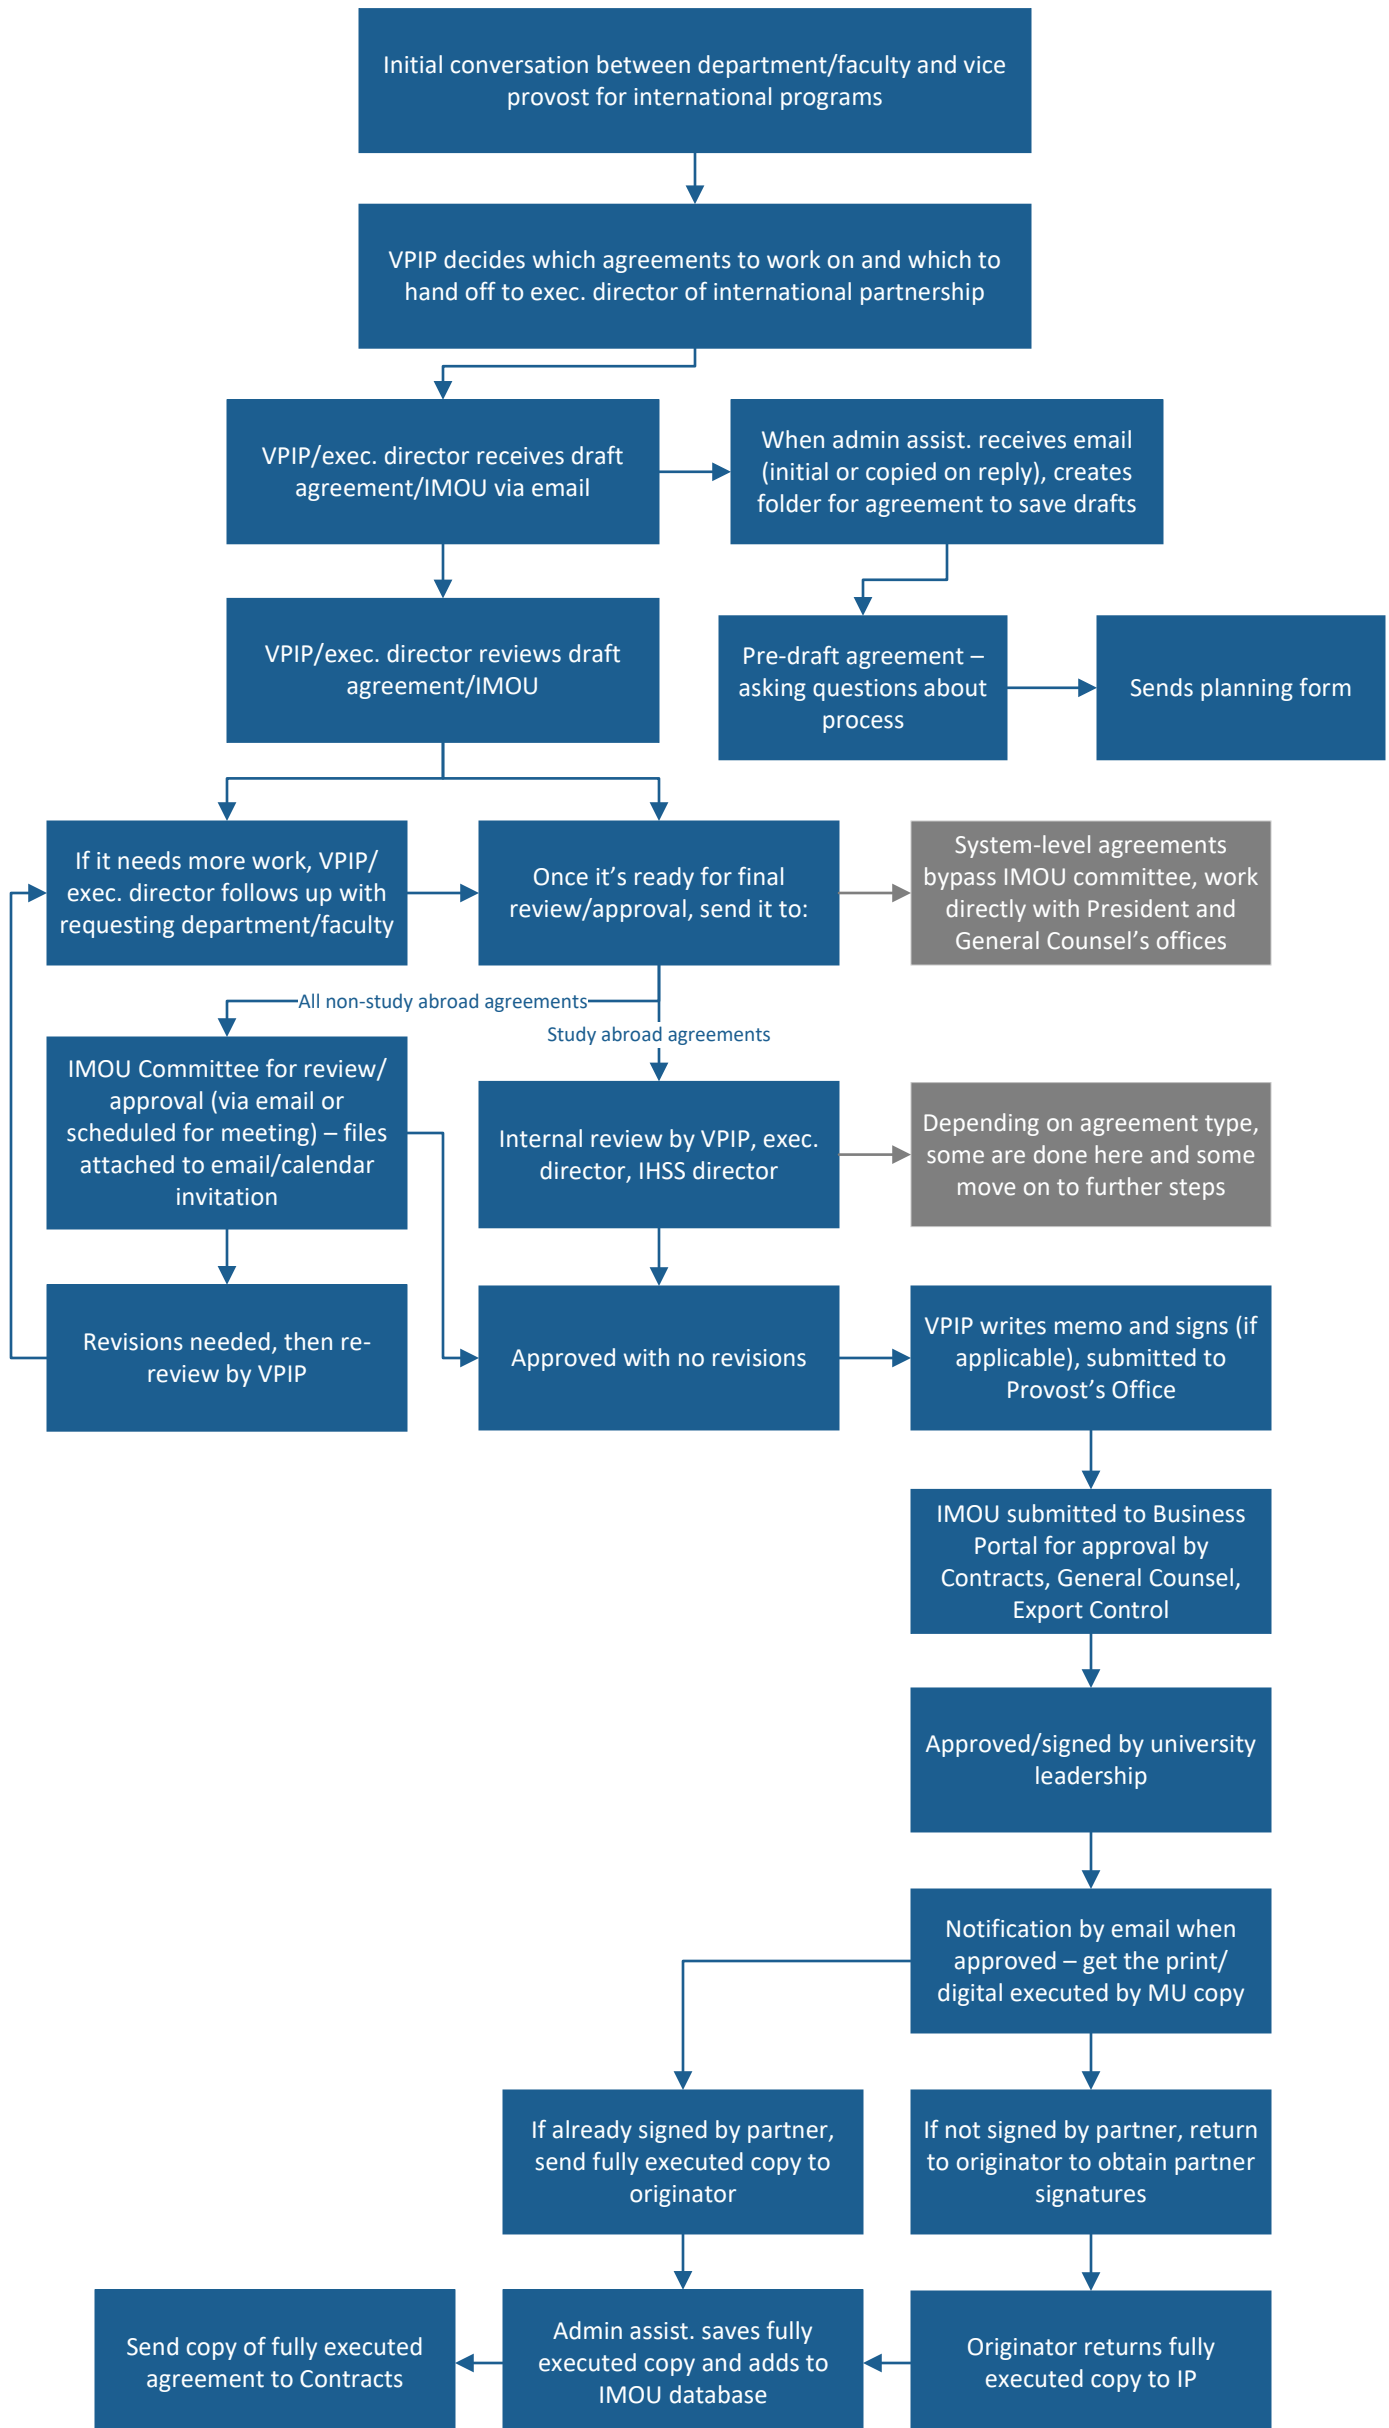 Initial conversation between department/faculty and vice
provost for international programs
VPIP decides which agreements to work on and which to
hand off to exec. director of international partnership
VPIP/exec. director receives draft
agreement/IMOU via email
When admin assist. receives email
(initial or copied on reply), creates
folder for agreement to save drafts
VPIP/exec. director reviews draft
agreement/IMOU
Pre-draft agreement –
asking questions about
process
Sends planning form
If it needs more work, VPIP/
exec. director follows up with
requesting department/faculty
Once it’s ready for final
review/approval, send it to:
System-level agreements
bypass IMOU committee, work
directly with President and
General Counsel’s offices
All non-study abroad agreements
Study abroad agreements
IMOU Committee for review/
approval (via email or
scheduled for meeting) – files
attached to email/calendar
invitation
Internal review by VPIP, exec.
director, IHSS director
Depending on agreement type,
some are done here and some
move on to further steps
Revisions needed, then re-
review by VPIP
Approved with no revisions
VPIP writes memo and signs (if
applicable), submitted to
Provost’s Office
IMOU submitted to Business
Portal for approval by
Contracts, General Counsel,
Export Control
Approved/signed by university
leadership
Notification by email when
approved – get the print/
digital executed by MU copy
If already signed by partner,
send fully executed copy to
originator
If not signed by partner, return
to originator to obtain partner
signatures
Send copy of fully executed
agreement to Contracts
Admin assist. saves fully
executed copy and adds to
IMOU database
Originator returns fully
executed copy to IP